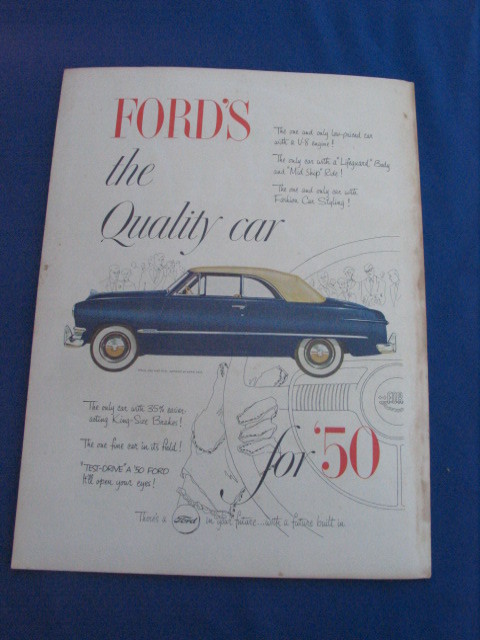 FORD'S
the
Quality car
The one and only low-priced car
with a V-8 engine!
The only car with a "Lifeguard" Body
and "Mid Ship" Ride!
The one and only car with
Fashion Car Styling!
The only car with 35% easier-
acting King-Size Brakes!
The one fine car in its field!
"TEST-DRIVE" A '50 FORD
It'll open your eyes!
for '50
There's a Ford in your future...with a future built in